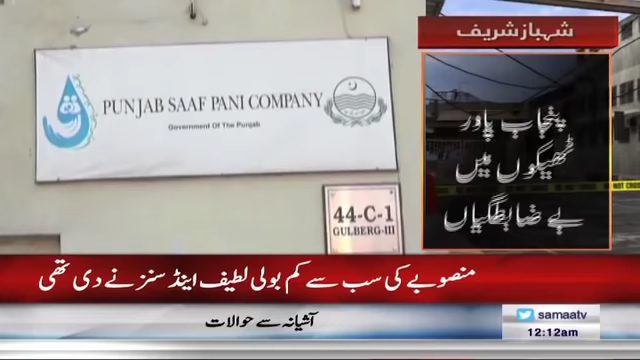 شہباز شریف
PUNJAB SAAF PANI COMPANY
Government Of The Punjab
پنجاب پاور
ٹھیکوں میں
بے ضابطگیاں
44-C-1
GULBERG-III
منصوبے کی سب سے کم بولی لطیف اینڈ سنز نے دی تھی
آشیانہ سے حوالات
samaatv
12:12am